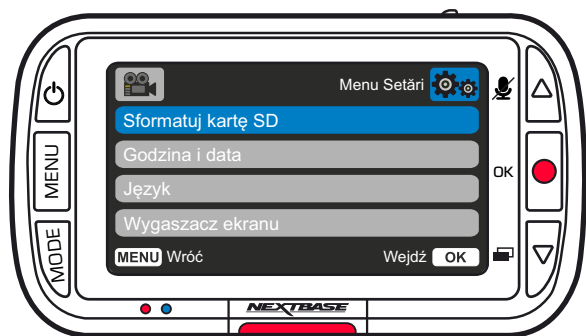 Menu Setări
Sformatuj kartę SD
Godzina i data
Język
Wygaszacz ekranu
MENU Wróć
Wejdź OK
MENU
MODE
OK
NEXTBASE